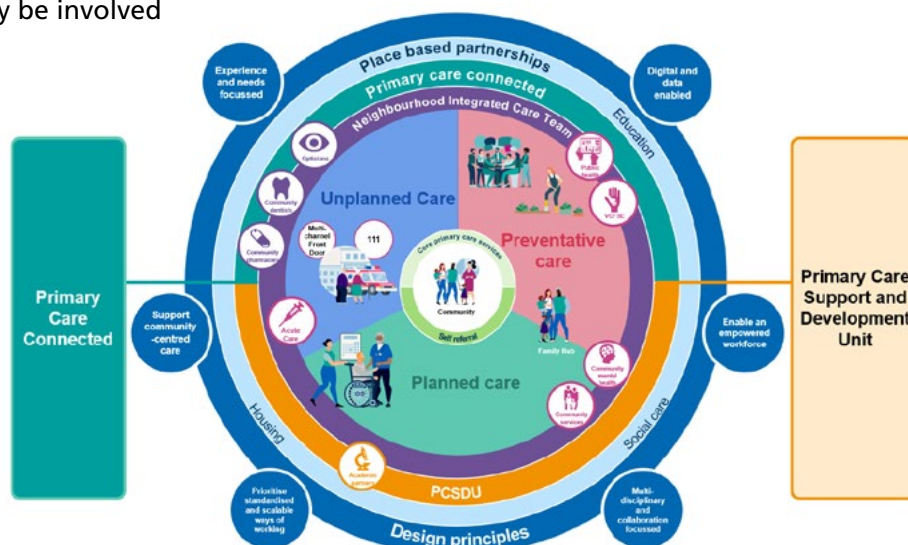 y be involved
Place based partnerships
Primary care connected
Neighbourhood Integrated Care Team
Experience
and needs
focussed
Digital and
data
enabled
Education
Opticians
Community
dentists
Community
pharmacies
Public
health
VCFSE
Unplanned Care
Multi-
channel
Front
Door
111
Preventative
care
Core primary care services
Community
Self referral
Family Hub
Acute
Care
Planned care
Community
mental
health
Community
services
Primary
Care
Connected
Support
community
-centred
care
Enable an
empowered
workforce
Primary Care
Support and
Development
Unit
Housing
Social care
Academic
partners
PCSDU
Prioritise
standardised
and scalable
ways of
working
Multi-
disciplinary
and
collaboration
focussed
Design principles